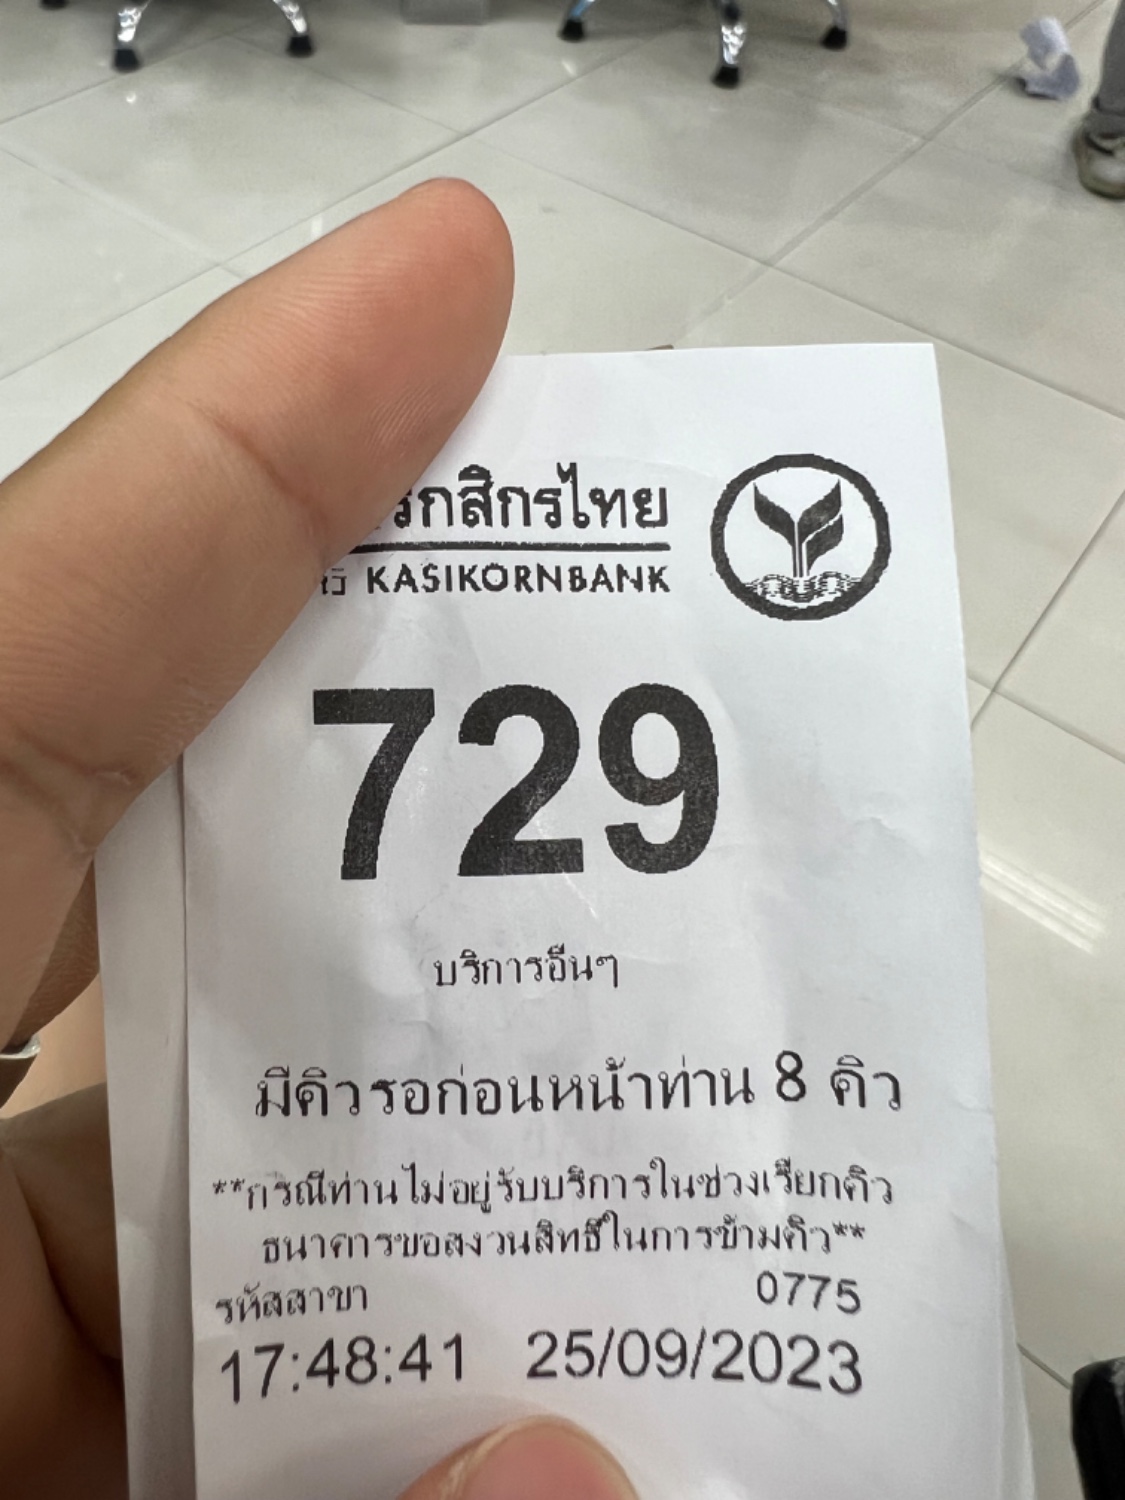 รกสิกรไทย
KASIKORNBANK
729
บริการอื่นๆ
มีคิวรอก่อนหน้าท่าน 8 คิว
**กรณีท่านไม่อยู่รับบริการในช่วงเรียกคิว
ธนาคารขอสงวนสิทธิ์ในการข้ามคิว**
รหัสสาขา 0775
17:48:41 25/09/2023